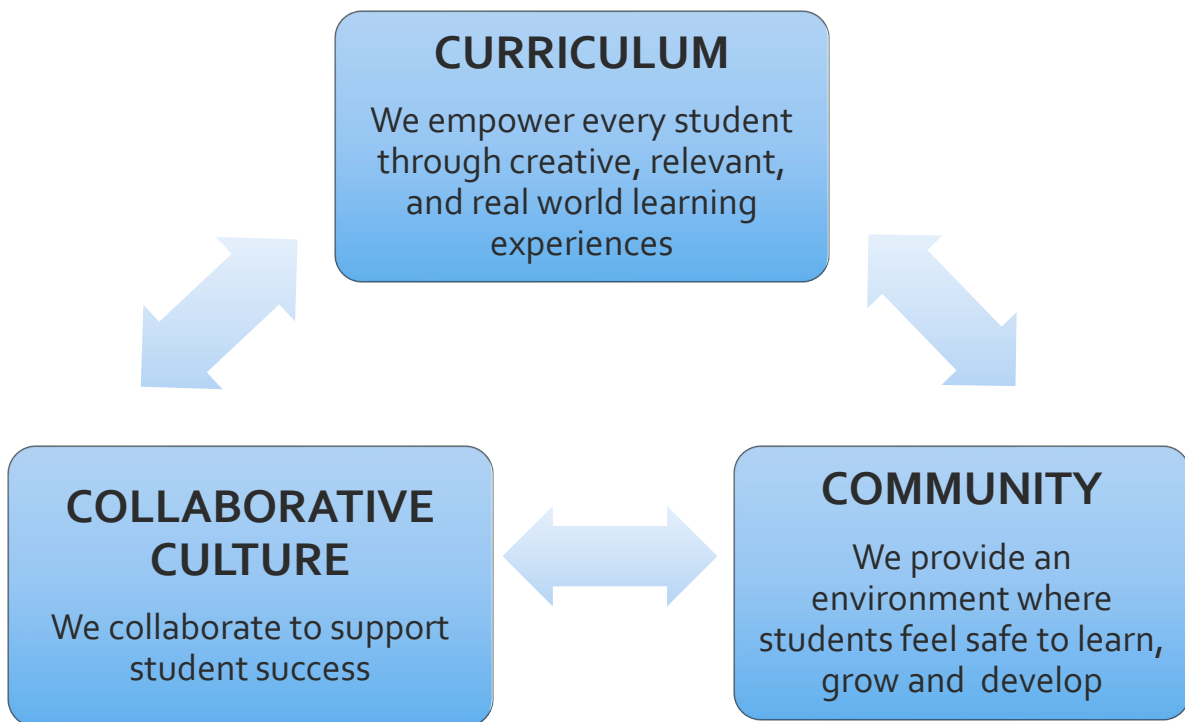 CURRICULUM
We empower every student
through creative, relevant,
and real world learning
experiences
COLLABORATIVE
CULTURE
We collaborate to support
student success
COMMUNITY
We provide an
environment where
students feel safe to learn,
grow and  develop